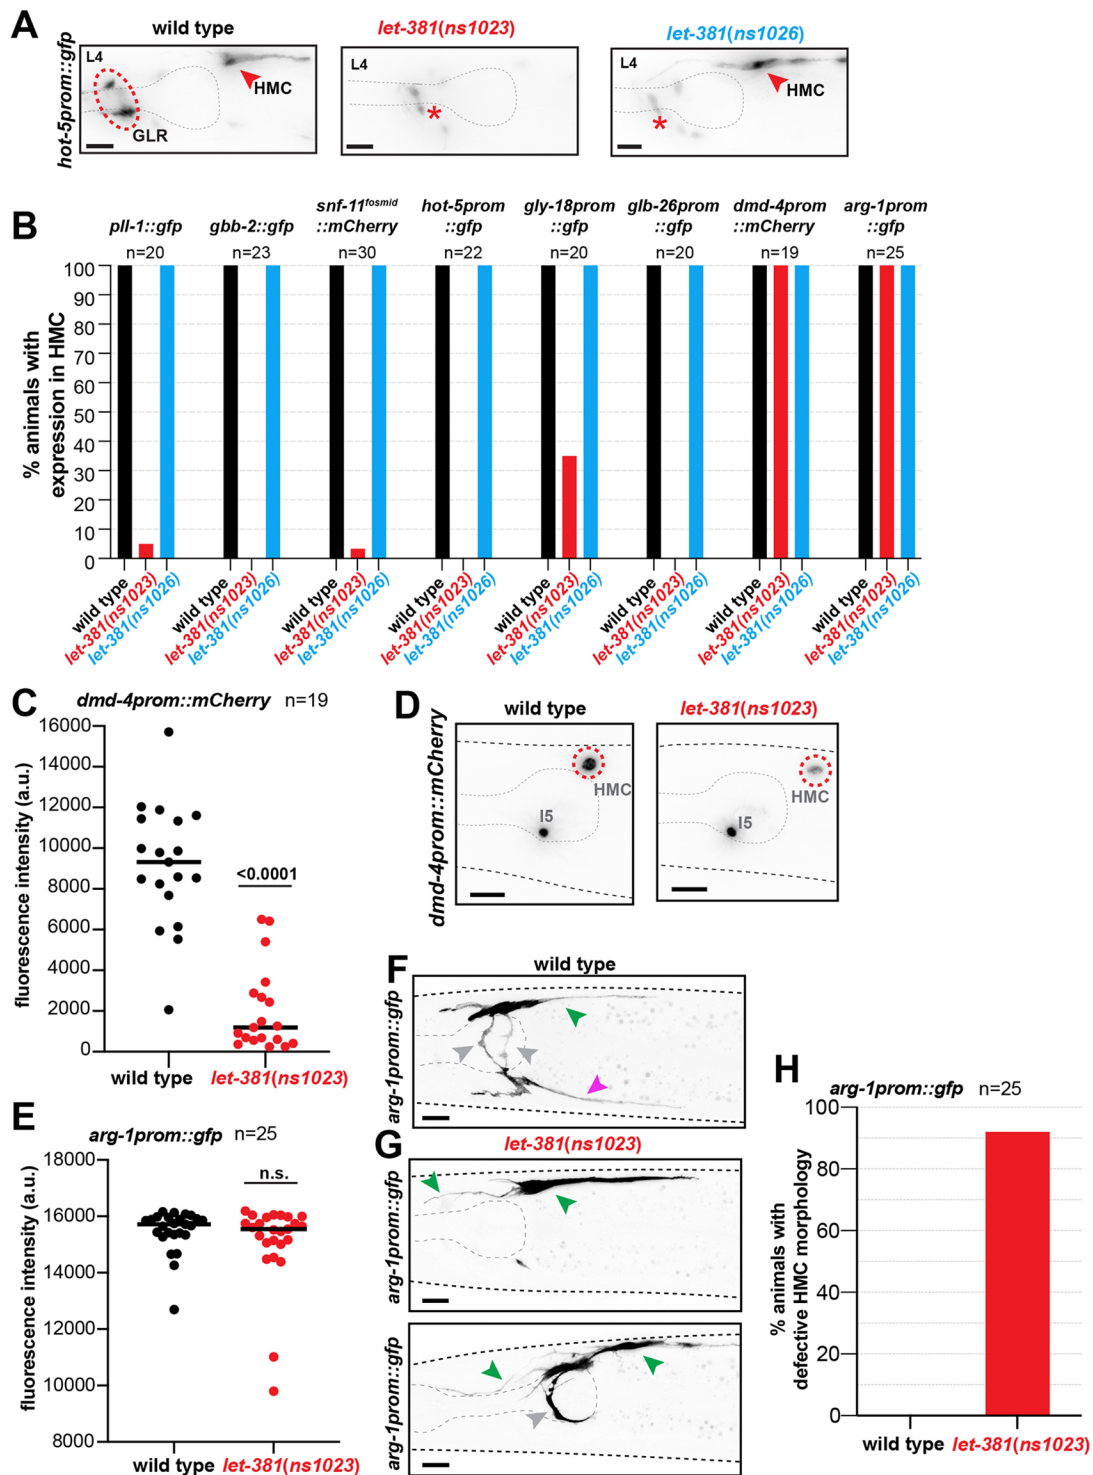 A
wild type
let-381(ns1023)
let-381(ns1026)
hot-5prom::gfp
L4
HMC
GLR
L4
*
L4
HMC
*
B
pll-1::gfp
n=20
gbb-2::gfp
n=23
snf-11fosmid
::mCherry
n=30
hot-5prom
::gfp
n=22
gly-18prom
::gfp
n=20
glb-26prom
::gfp
n=20
dmd-4prom
::mCherry
n=19
arg-1prom
::gfp
n=25
% animals with
expression in HMC
100
90
80
70
60
50
40
30
20
10
0
wild type
let-381(ns1023)
let-381(ns1026)
wild type
let-381(ns1023)
let-381(ns1026)
wild type
let-381(ns1023)
let-381(ns1026)
wild type
let-381(ns1023)
let-381(ns1026)
wild type
let-381(ns1023)
let-381(ns1026)
wild type
let-381(ns1023)
let-381(ns1026)
wild type
let-381(ns1023)
let-381(ns1026)
wild type
let-381(ns1023)
let-381(ns1026)
C
dmd-4prom::mCherry n=19
fluorescence intensity (a.u.)
16000
14000
12000
10000
8000
6000
4000
2000
0
<0.0001
wild type
let-381(ns1023)
D
wild type
let-381(ns1023)
dmd-4prom::mCherry
HMC
I5
HMC
I5
E
arg-1prom::gfp n=25
fluorescence intensity (a.u.)
18000
16000
14000
12000
10000
8000
n.s.
wild type
let-381(ns1023)
F
wild type
arg-1prom::gfp
G
let-381(ns1023)
arg-1prom::gfp
arg-1prom::gfp
H
arg-1prom::gfp n=25
% animals with
defective HMC morphology
100
80
60
40
20
0
wild type
let-381(ns1023)